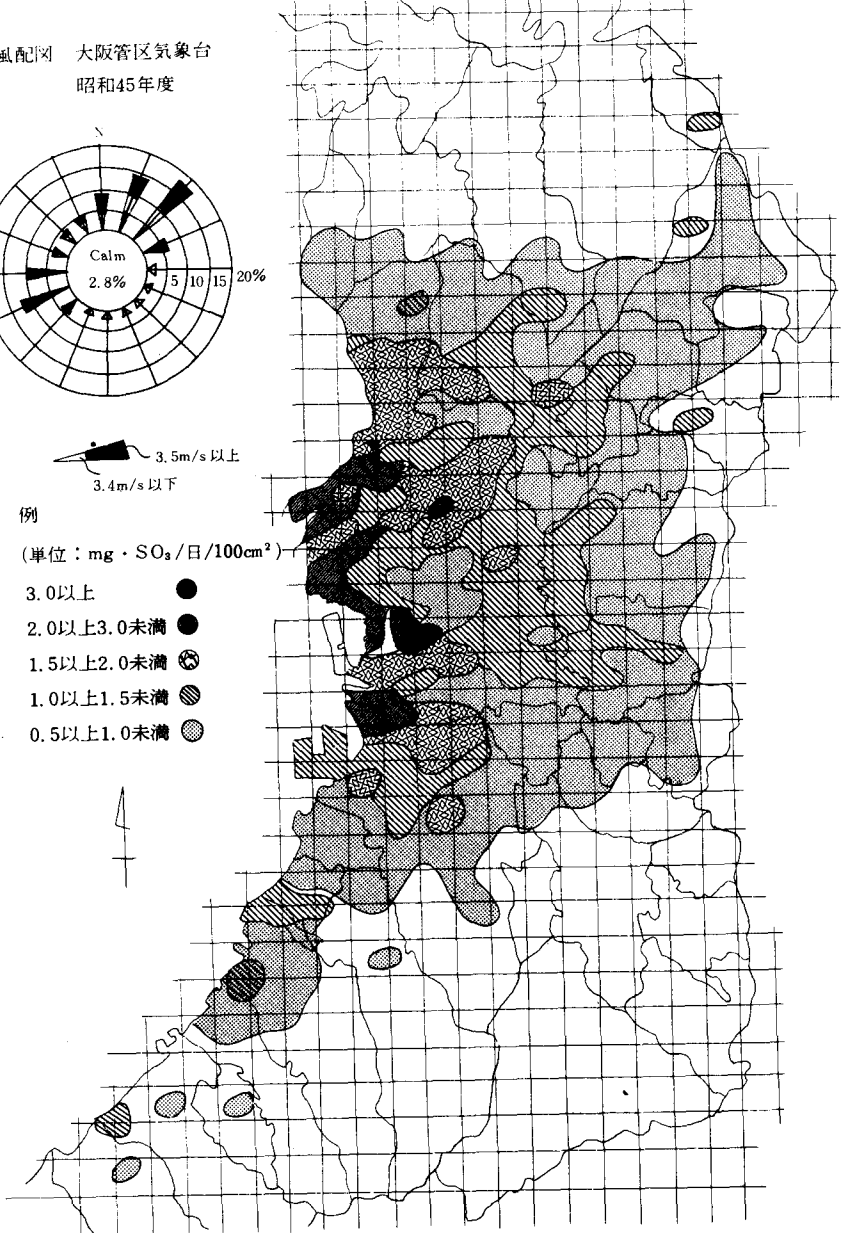 風配図 大阪管区気象台
昭和45年度
Calm
2.8%
5 10 15 20%
3.5m/s以上
3.4m/s以下
例
(単位：mg・SO₃/日/100cm²)
3.0以上
2.0以上3.0未満
1.5以上2.0未満
1.0以上1.5未満
0.5以上1.0未満